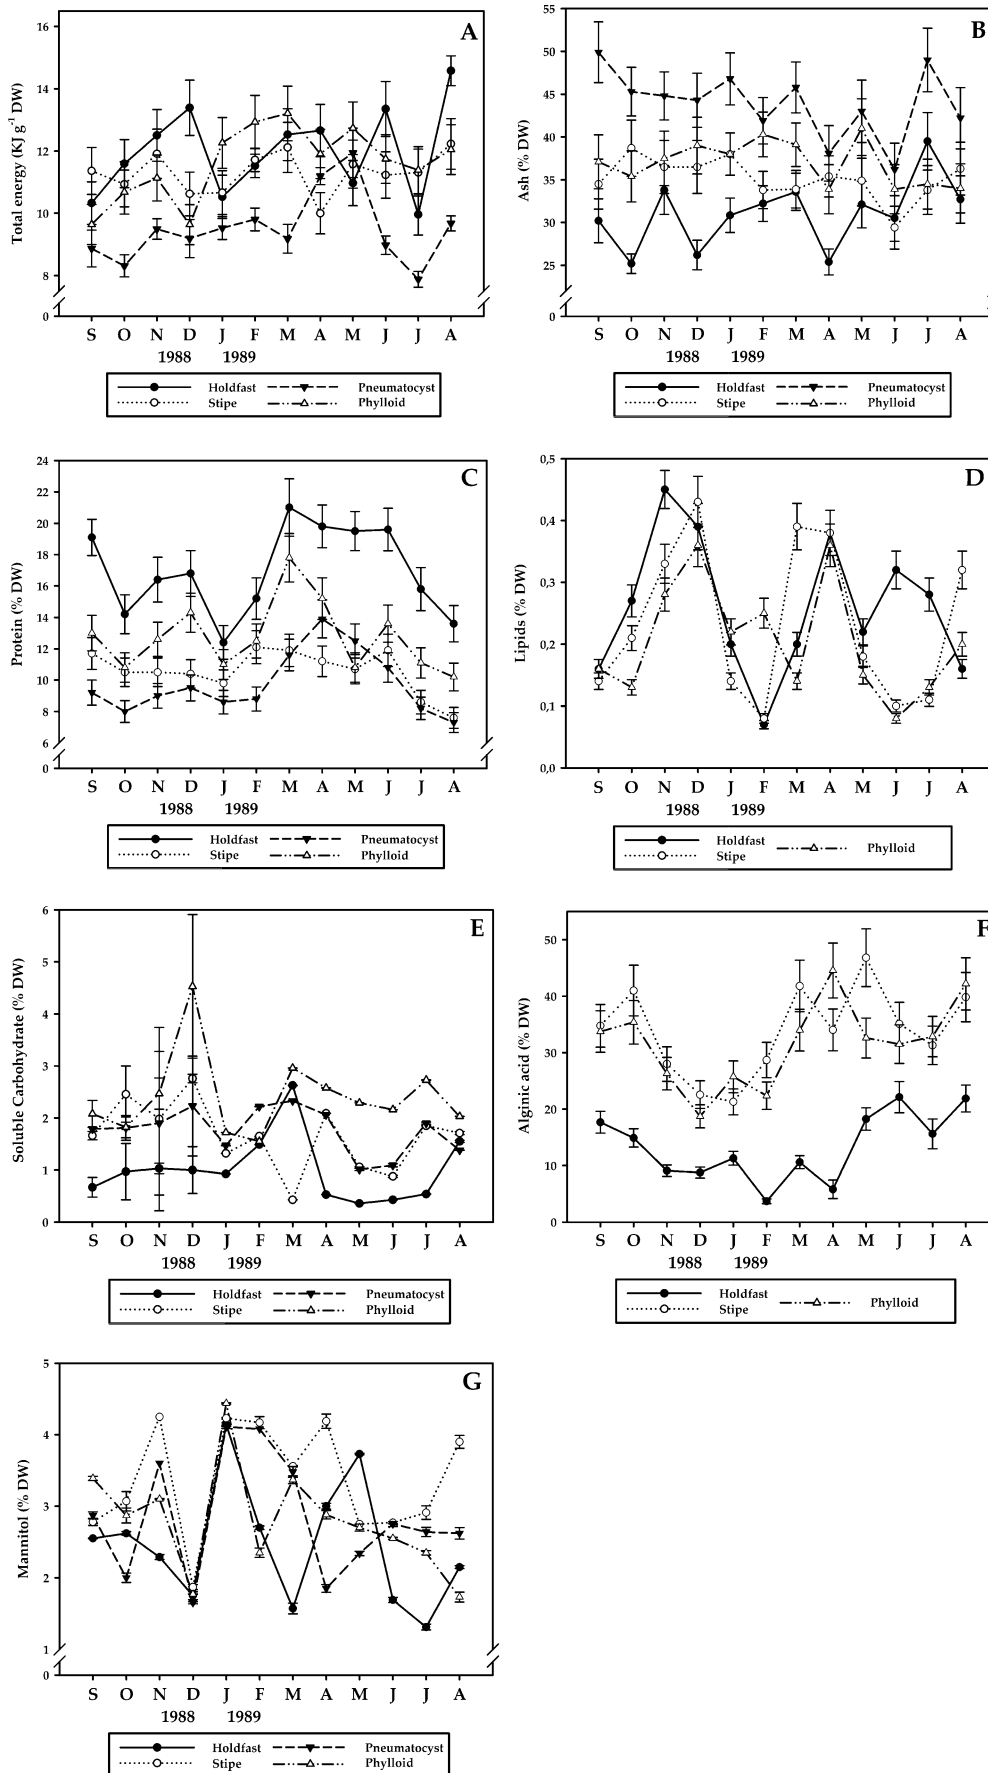 A
Total energy (Kj g⁻¹ DW)
16
14
12
10
8
0
S O N D J F M A M J J A
1988 1989
Holdfast Pneumatocyst
Stipe Phylloid
B
Ash (% DW)
55
50
45
40
35
30
25
0
S O N D J F M A M J J A
1988 1989
Holdfast Pneumatocyst
Stipe Phylloid
C
Protein (% DW)
24
22
20
18
16
14
12
10
8
6
0
S O N D J F M A M J J A
1988 1989
Holdfast Pneumatocyst
Stipe Phylloid
D
Lipids (% DW)
0,5
0,4
0,3
0,2
0,1
0,0
S O N D J F M A M J J A
1988 1989
Holdfast Phylloid
Stipe
E
Soluble Carbohydrate (% DW)
6
5
4
3
2
1
0
S O N D J F M A M J J A
1988 1989
Holdfast Pneumatocyst
Stipe Phylloid
F
Alginic acid (% DW)
50
40
30
20
10
0
S O N D J F M A M J J A
1988 1989
Holdfast Phylloid
Stipe
G
Mannitol (% DW)
5
4
3
2
1
0
S O N D J F M A M J J A
1988 1989
Holdfast Pneumatocyst
Stipe Phylloid